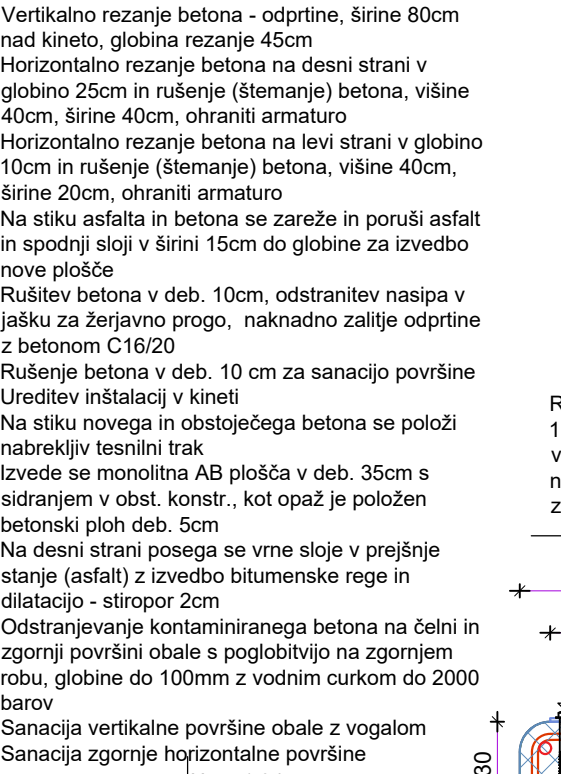 Vertikalno rezanje betona - odprtine, širine 80cm
nad kineto, globina rezanje 45cm
Horizontalno rezanje betona na desni strani v
globino 25cm in rušenje (štemanje) betona, višine
40cm, širine 40cm, ohraniti armaturo
Horizontalno rezanje betona na levi strani v globino
10cm in rušenje (štemanje) betona, višine 40cm,
širine 20cm, ohraniti armaturo
Na stiku asfalta in betona se zareže in poruši asfalt
in spodnji sloji v širini 15cm do globine za izvedbo
nove plošče
Rušitev betona v deb. 10cm, odstranitev nasipa v
jašku za žerjavno progo, naknadno zalitje odprtine
z betonom C16/20
Rušenje betona v deb. 10 cm za sanacijo površine
Ureditev inštalacij v kineti
Na stiku novega in obstoječega betona se položi
nabrekljiv tesnilni trak
Izvede se monolitna AB plošča v deb. 35cm s
sidranjem v obst. konstr., kot opaž je položen
betonski ploh deb. 5cm
Na desni strani posega se vrne sloje v prejšnje
stanje (asfalt) z izvedbo bitumenske rege in
dilatacijo - stiropor 2cm
Odstranjevanje kontaminiranega betona na čelni in
zgornji površini obale s poglobitvijo na zgornjem
robu, globine do 100mm z vodnim curkom do 2000
barov
Sanacija vertikalne površine obale z vogalom
Sanacija zgornje horizontalne površine
R
1
v
n
z
30